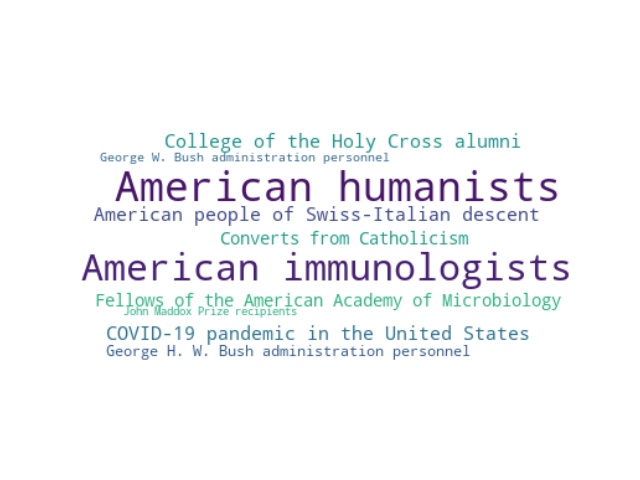 College of the Holy Cross alumni
George W. Bush administration personnel
American humanists
American people of Swiss-Italian descent
Converts from Catholicism
American immunologists
Fellows of the American Academy of Microbiology
John Maddox Prize recipients
COVID-19 pandemic in the United States
George H. W. Bush administration personnel